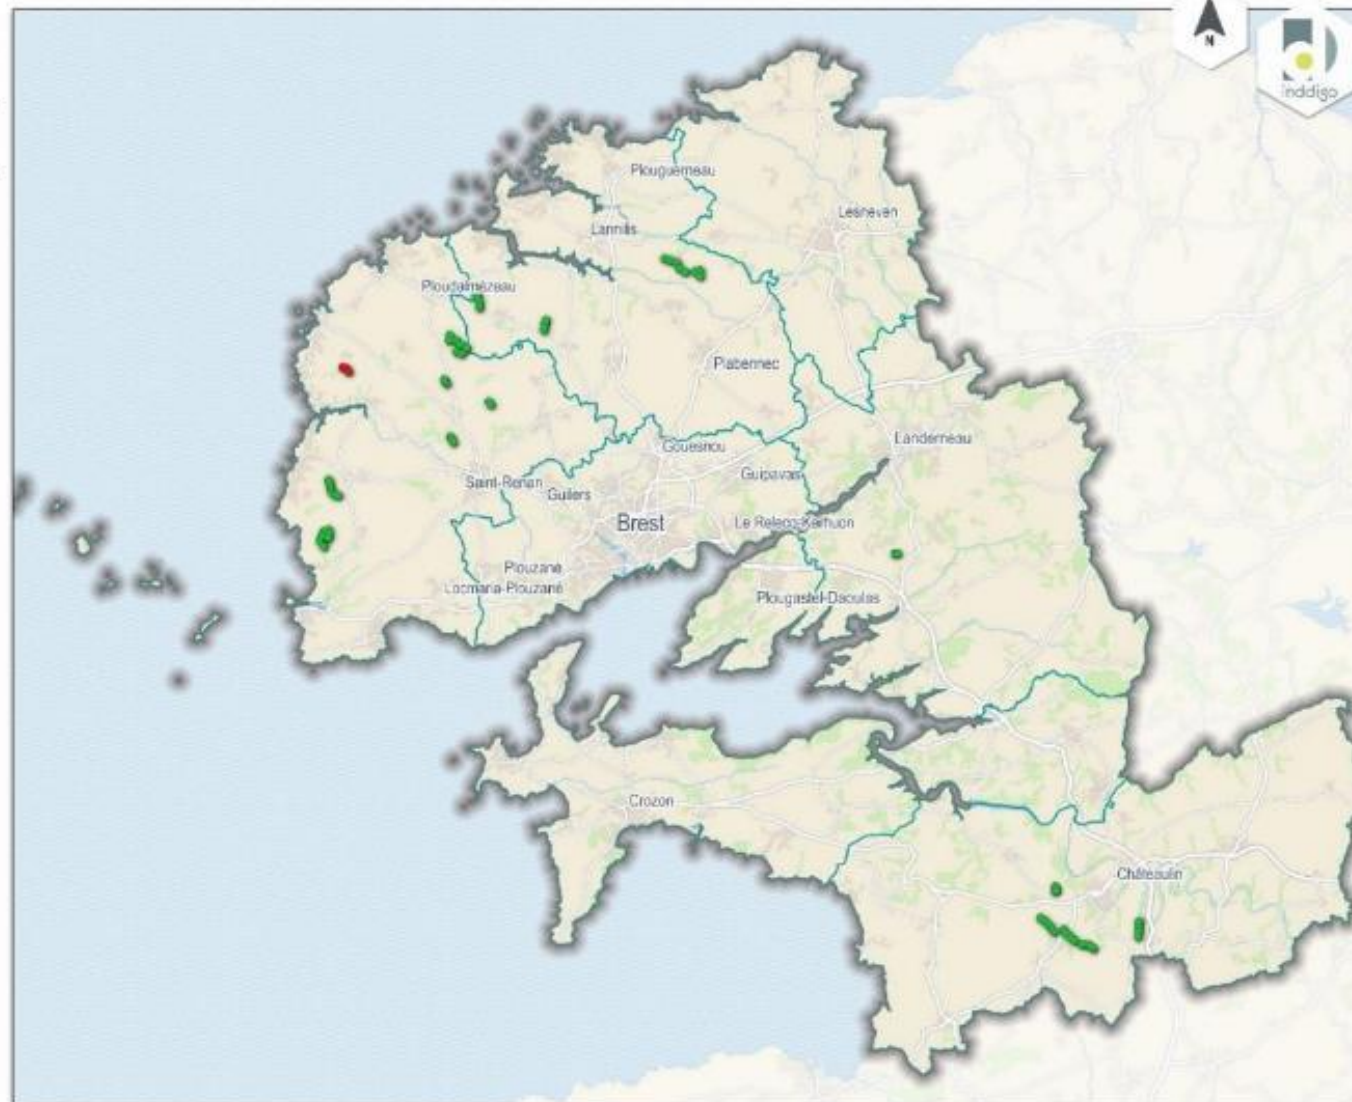 N
inddigo
Plouguerneau
Lesneven
Lannilis
Ploudalmézeau
Plabennec
Gouesnou
Landerneau
Guipavas
Saint-Renan
Guilers
Brest
Le Relecq-Kerhuon
Plouzané
Locmaria-Plouzané
Plougastel-Daoulas
Crozon
Châteaulin